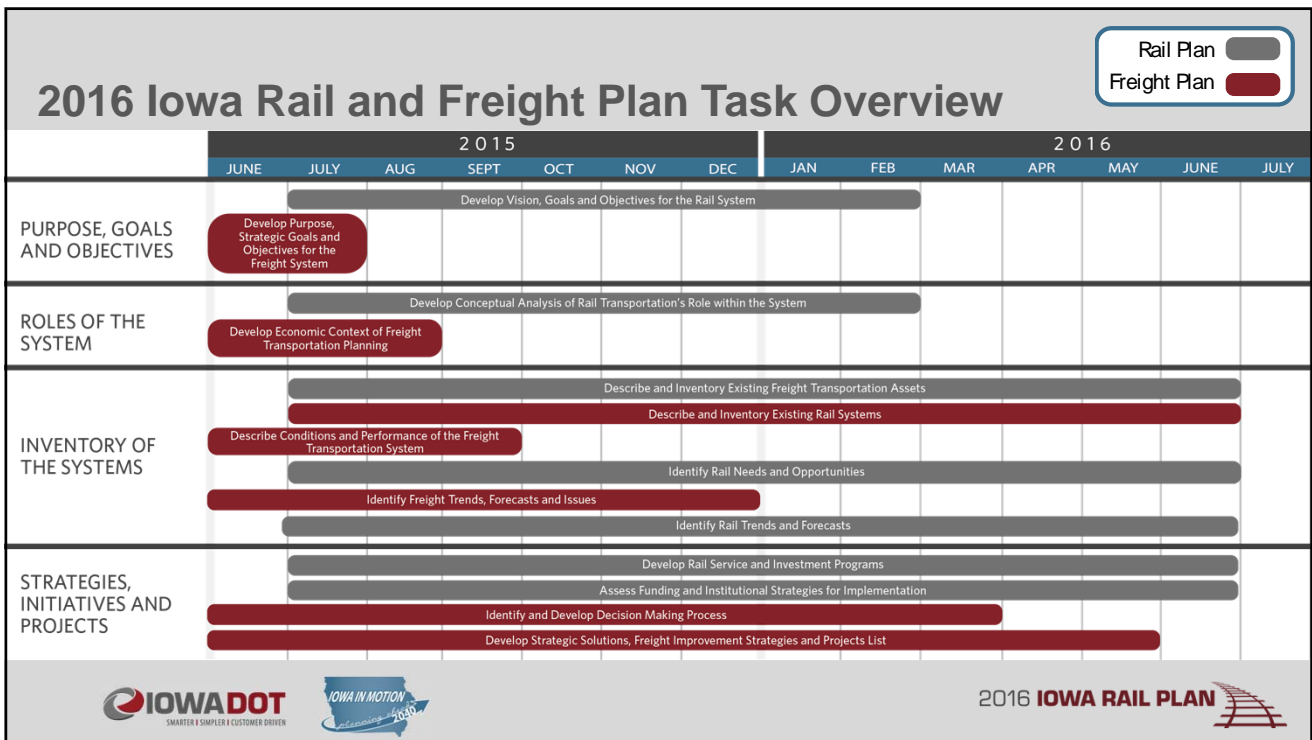 Rail Plan
Freight Plan
2016 Iowa Rail and Freight Plan Task Overview
2015
2016
JUNE JULY AUG SEPT OCT NOV DEC JAN FEB MAR APR MAY JUNE JULY
PURPOSE, GOALS
AND OBJECTIVES
Develop Vision, Goals and Objectives for the Rail System
Develop Purpose,
Strategic Goals and
Objectives for the
Freight System
ROLES OF THE
SYSTEM
Develop Conceptual Analysis of Rail Transportation's Role within the System
Develop Economic Context of Freight
Transportation Planning
INVENTORY OF
THE SYSTEMS
Describe and Inventory Existing Freight Transportation Assets
Describe and Inventory Existing Rail Systems
Describe Conditions and Performance of the Freight
Transportation System
Identify Rail Needs and Opportunities
Identify Freight Trends, Forecasts and Issues
Identify Rail Trends and Forecasts
STRATEGIES,
INITIATIVES AND
PROJECTS
Develop Rail Service and Investment Programs
Assess Funding and Institutional Strategies for Implementation
Identify and Develop Decision Making Process
Develop Strategic Solutions, Freight Improvement Strategies and Projects List
IOWADOT
SMARTER I SIMPLER I CUSTOMER DRIVEN
IOWA IN MOTION
planning ahead
2040
2016 IOWA RAIL PLAN